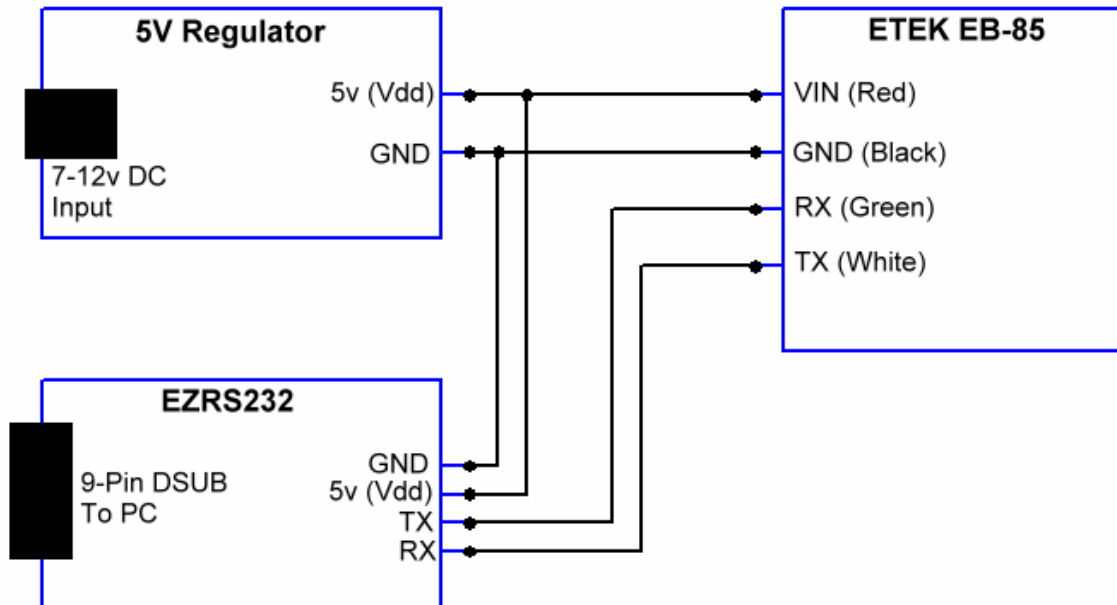 5V Regulator
5v (Vdd)
GND
7-12v DC
Input
ETEK EB-85
VIN (Red)
GND (Black)
RX (Green)
TX (White)
EZRS232
9-Pin DSUB
To PC
GND
5v (Vdd)
TX
RX